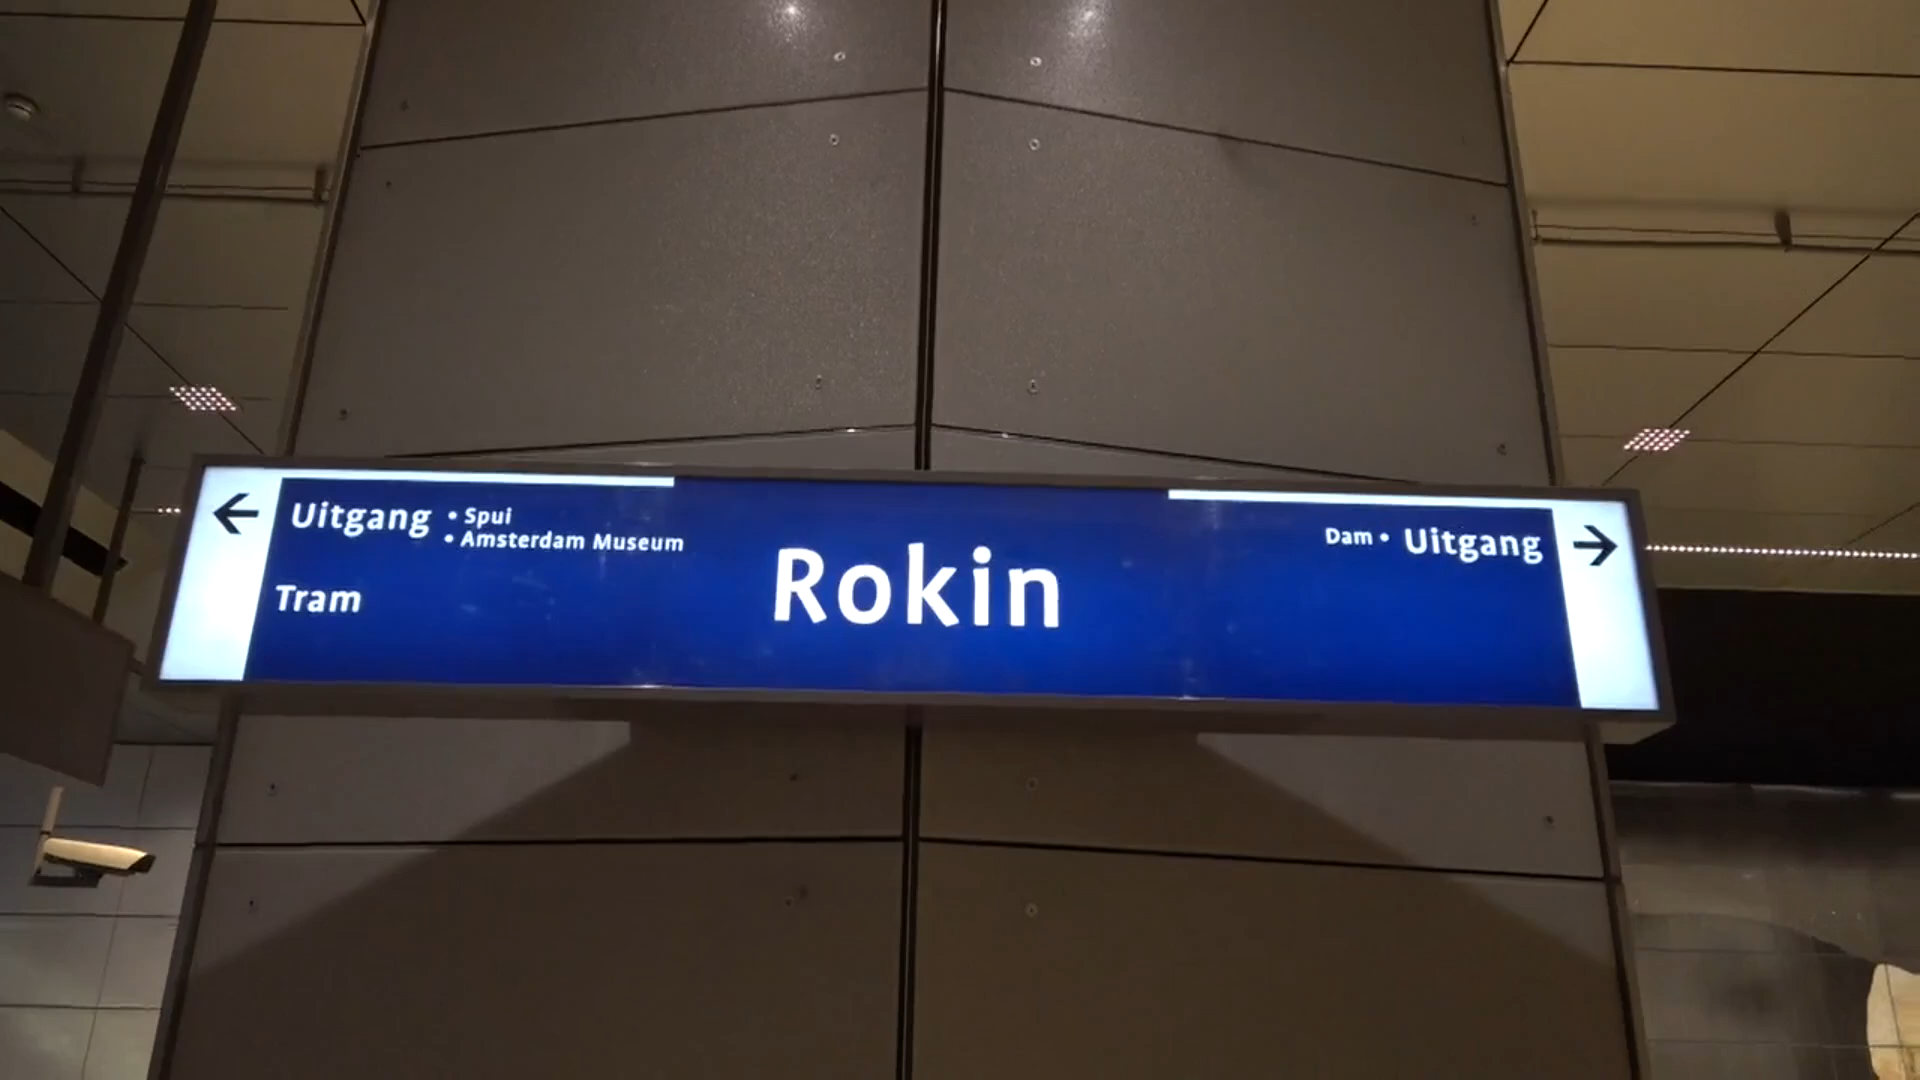 ← Uitgang • Spui
• Amsterdam Museum
Tram
Rokin
Dam • Uitgang →